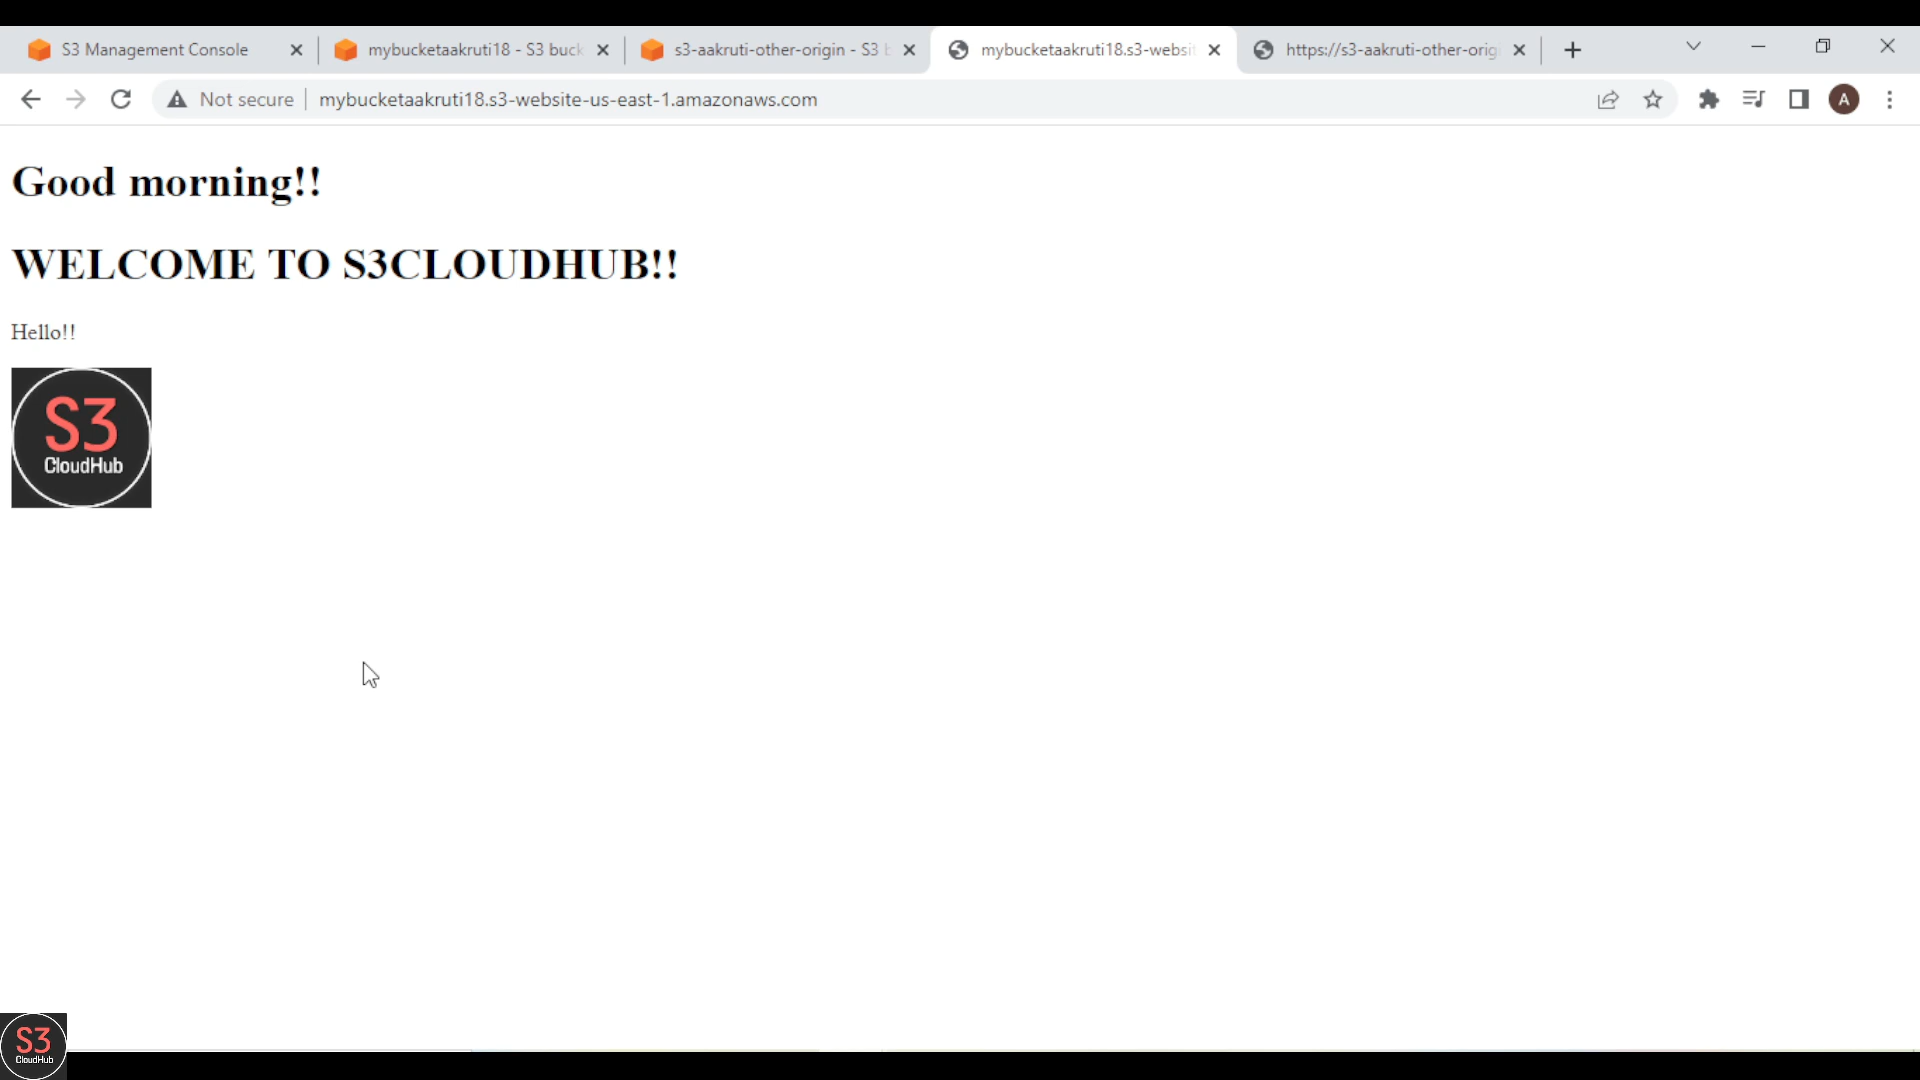 S3 Management Console
mybucketaakruti18 - S3 buck
s3-aakruti-other-origin - S3 b
mybucketaakruti18.s3-websit
https://s3-aakruti-other-orig
Not secure
mybucketaakruti18.s3-website-us-east-1.amazonaws.com
A
Good morning!!
WELCOME TO S3CLOUDHUB!!
Hello!!
S3
CloudHub
S3
CloudHub